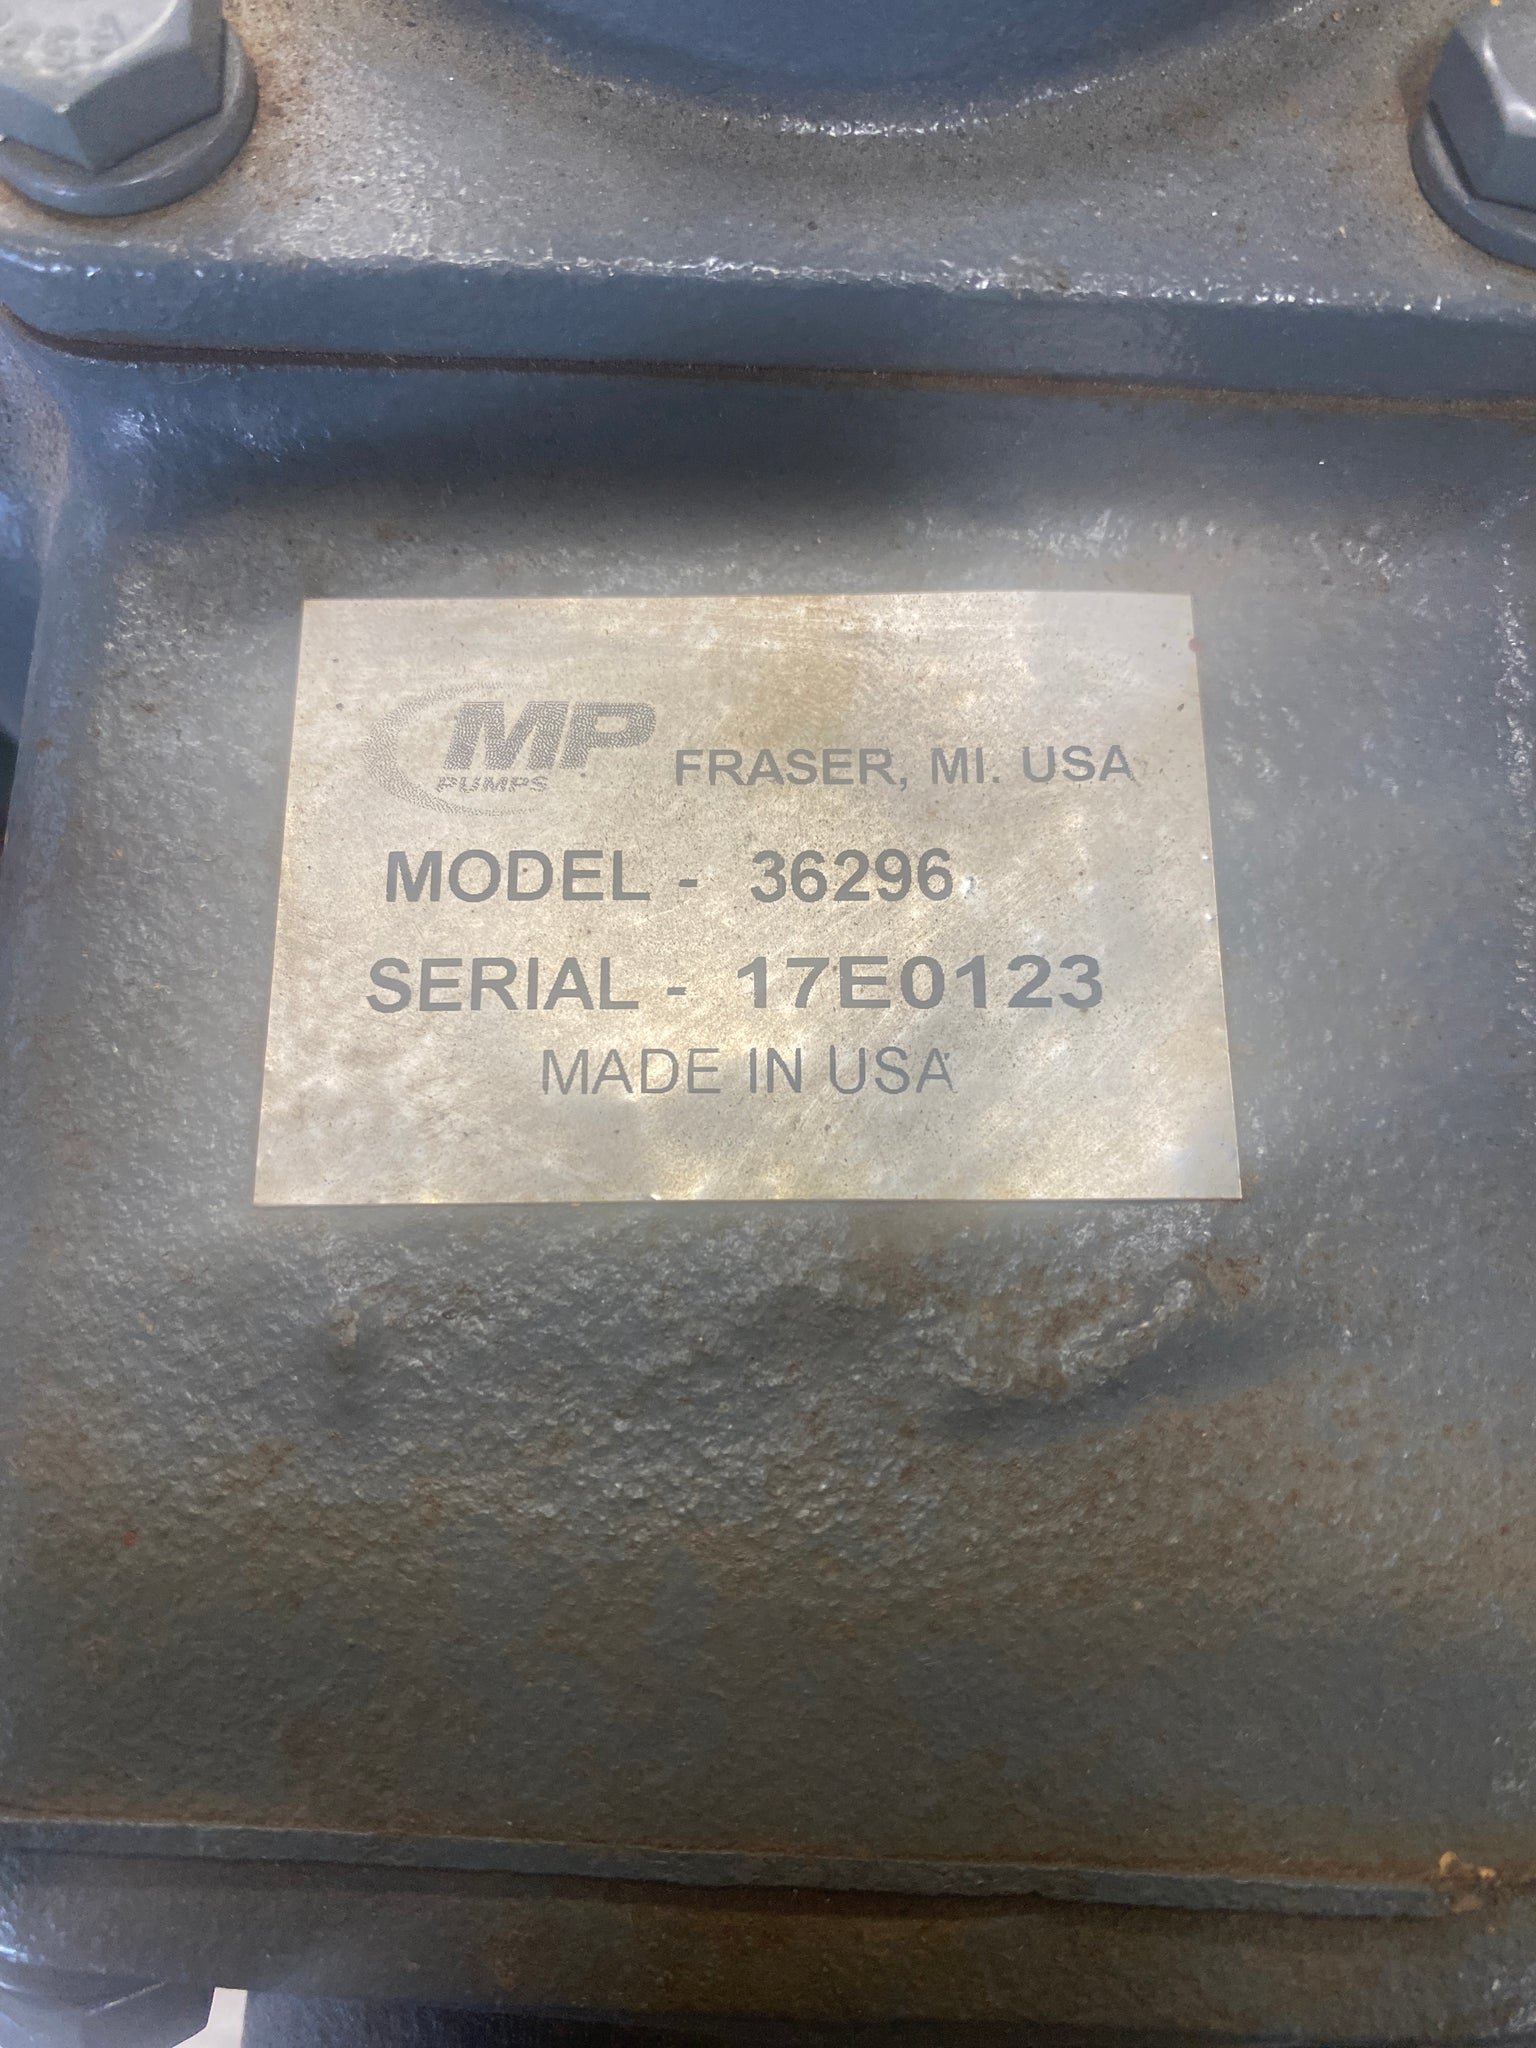 MP
PUMPS
FRASER, MI. USA
MODEL - 36296
SERIAL - 17E0123
MADE IN USA